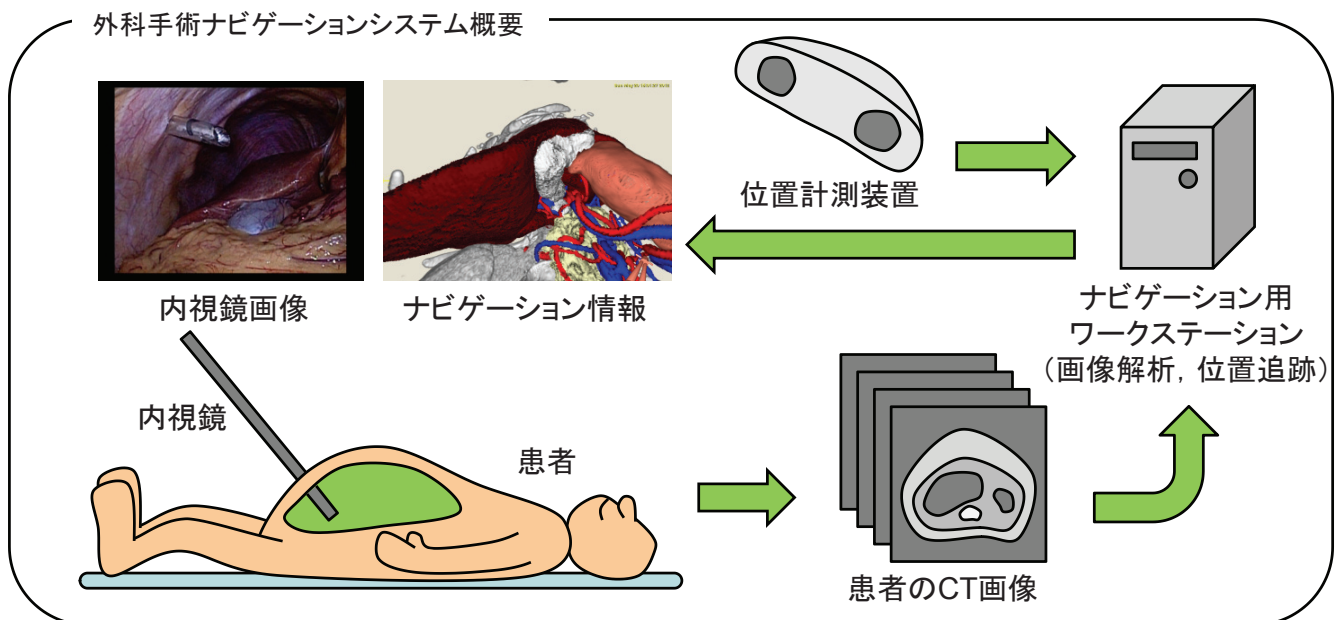 外科手術ナビゲーションシステム概要
位置計測装置
内視鏡画像
ナビゲーション情報
ナビゲーション用
ワークステーション
（画像解析，位置追跡）
内視鏡
患者
患者のCT画像